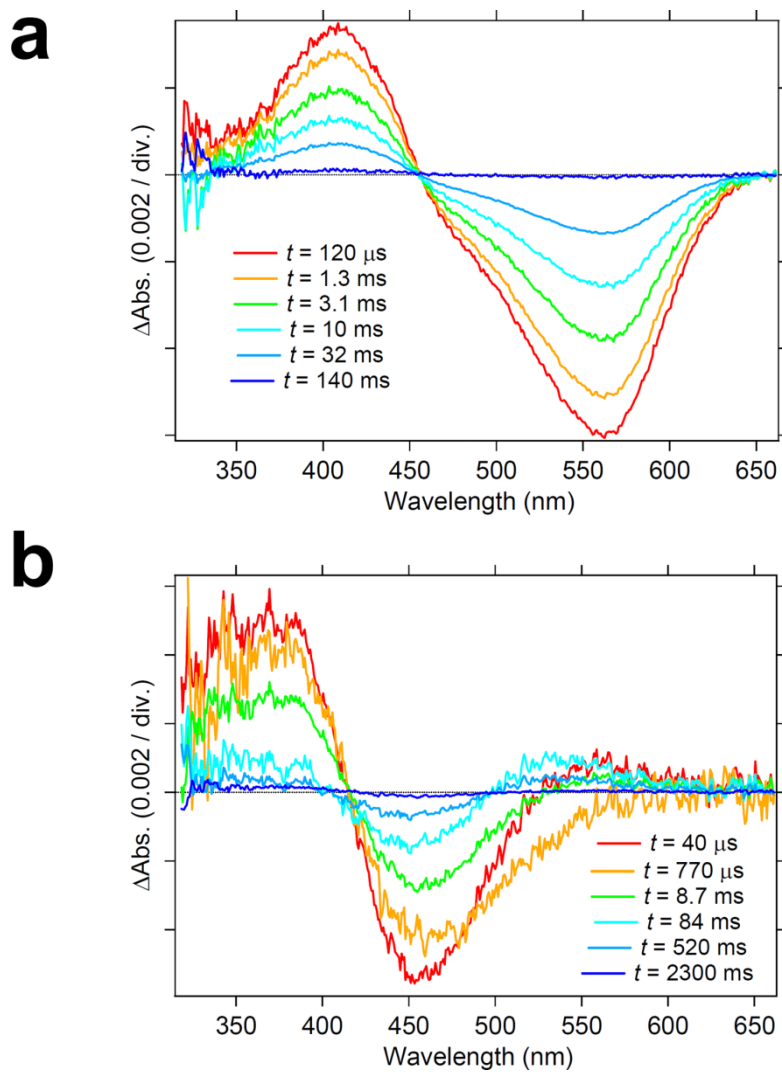 a
ΔAbs. (0.002 / div.)
t = 120 μs
t = 1.3 ms
t = 3.1 ms
t = 10 ms
t = 32 ms
t = 140 ms
350 400 450 500 550 600 650
Wavelength (nm)
b
ΔAbs. (0.002 / div.)
t = 40 μs
t = 770 μs
t = 8.7 ms
t = 84 ms
t = 520 ms
t = 2300 ms
350 400 450 500 550 600 650
Wavelength (nm)